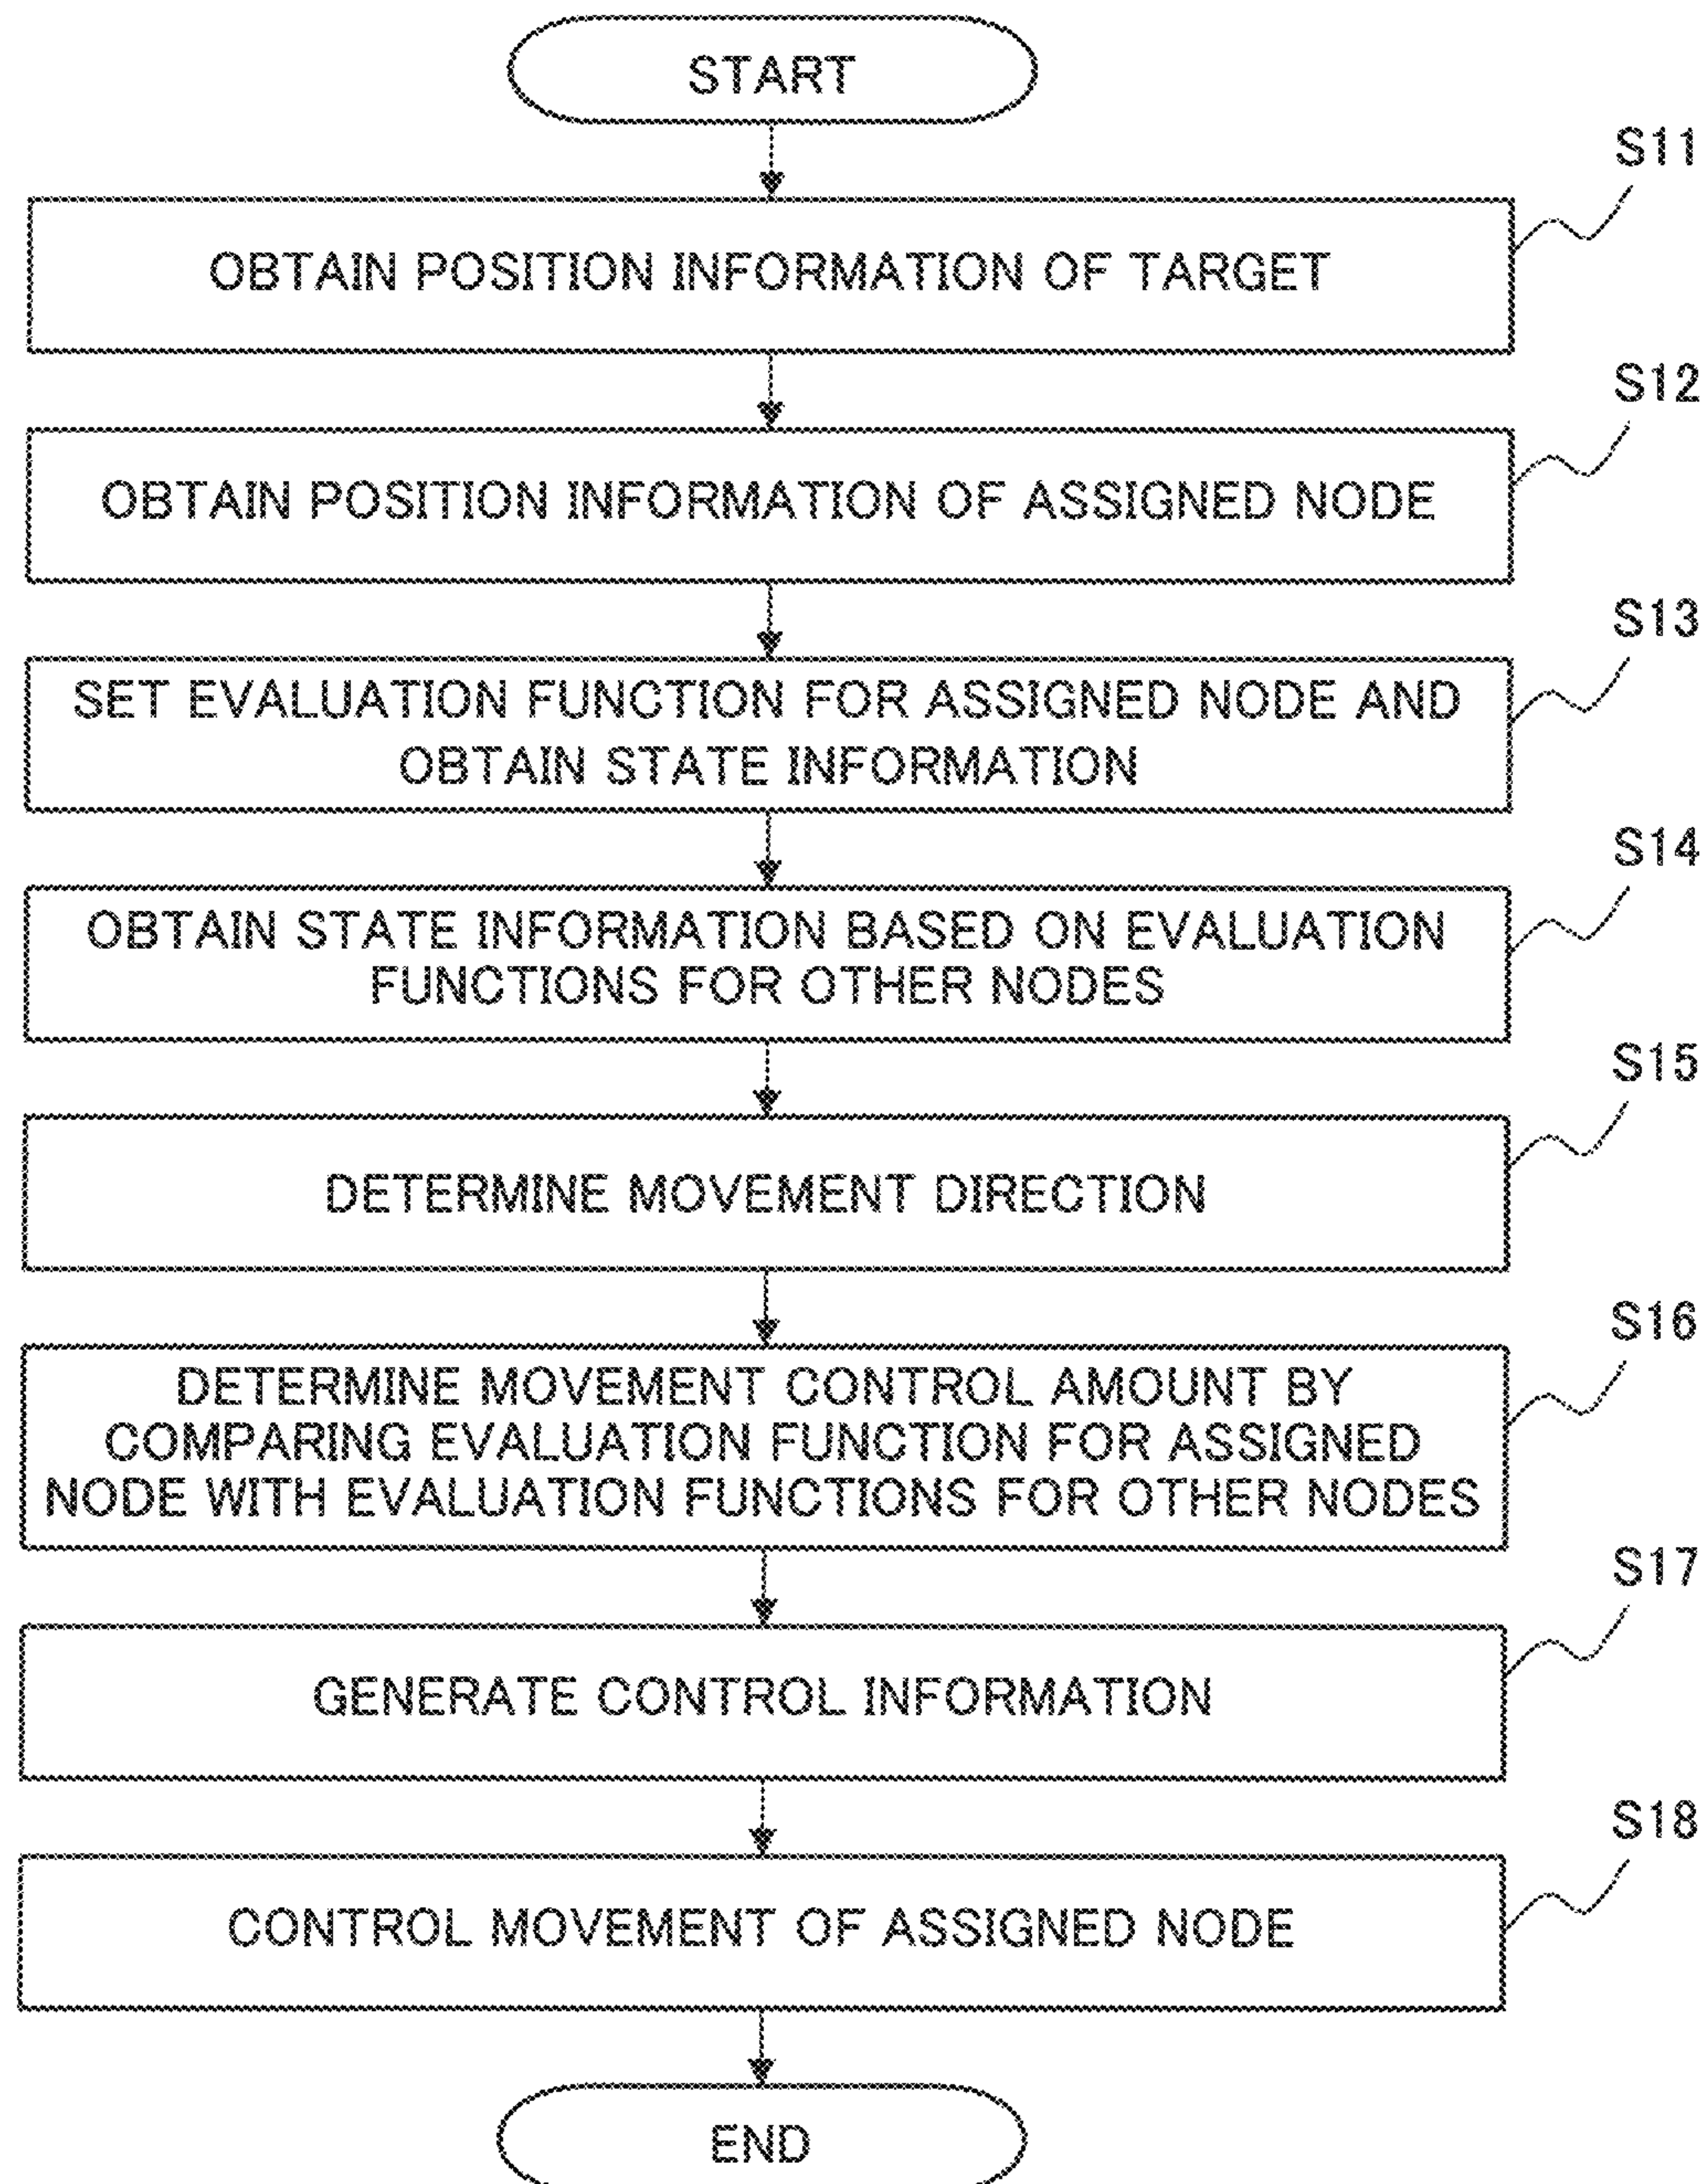 START
S11
OBTAIN POSITION INFORMATION OF TARGET
S12
OBTAIN POSITION INFORMATION OF ASSIGNED NODE
S13
SET EVALUATION FUNCTION FOR ASSIGNED NODE AND
OBTAIN STATE INFORMATION
S14
OBTAIN STATE INFORMATION BASED ON EVALUATION
FUNCTIONS FOR OTHER NODES
S15
DETERMINE MOVEMENT DIRECTION
S16
DETERMINE MOVEMENT CONTROL AMOUNT BY
COMPARING EVALUATION FUNCTION FOR ASSIGNED
NODE WITH EVALUATION FUNCTIONS FOR OTHER NODES
S17
GENERATE CONTROL INFORMATION
S18
CONTROL MOVEMENT OF ASSIGNED NODE
END